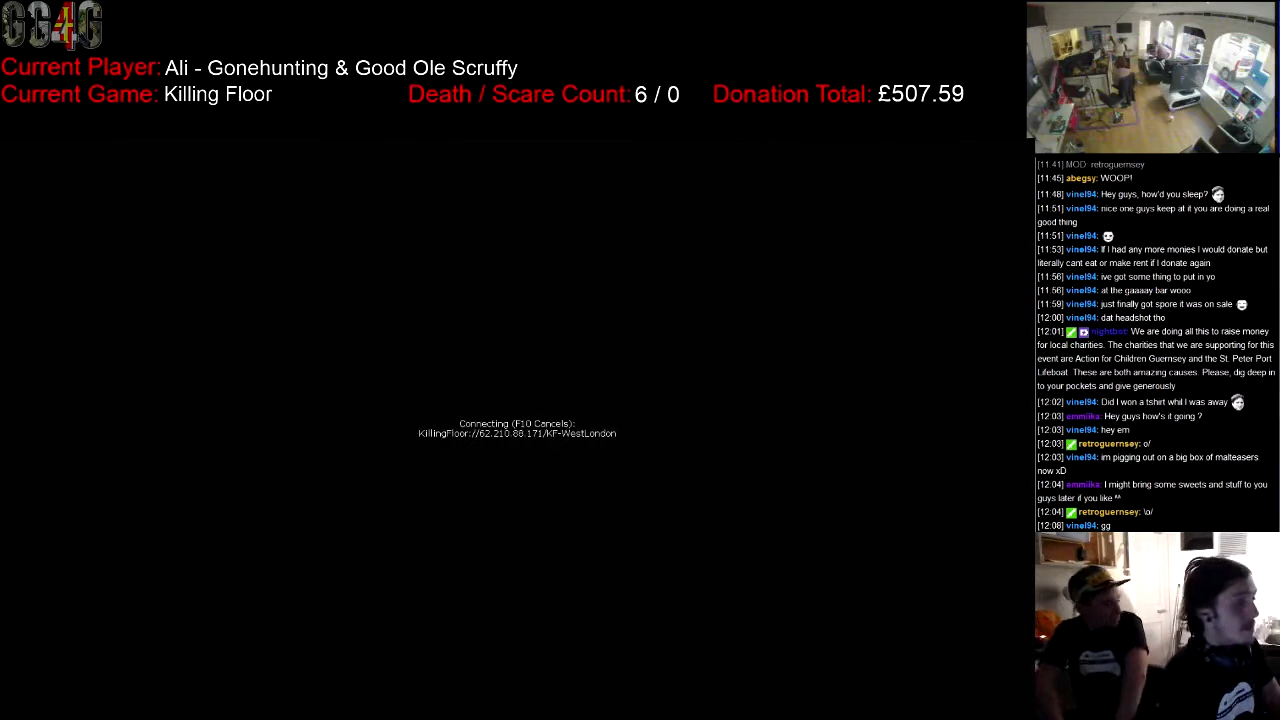 GG4G
Current Player: Ali - Gonehunting & Good Ole Scruffy
Current Game: Killing Floor
Death / Scare Count: 6 / 0
Donation Total: £507.59
Connecting (F10 Cancels):
KillingFloor://62.210.88.171/KF-WestLondon
[11:41] MOD retroguernsey
[11:45] abegsy: WOOP!
[11:48] vinel94: Hey guys, how'd you sleep?
[11:51] vinel94: nice one guys keep at it you are doing a real
good thing
[11:51] vinel94:
[11:53] vinel94: If I had any more monies I would donate but
literally cant eat or make rent if I donate again
[11:56] vinel94: ive got some thing to put in yo
[11:56] vinel94: at the gaaaay bar wooo
[11:59] vinel94: just finally got spore it was on sale
[12:00] vinel94: dat headshot tho
[12:01] nightbot: We are doing all this to raise money
for local charities. The charities that we are supporting for this
event are Action for Children Guernsey and the St. Peter Port
Lifeboat. These are both amazing causes. Please, dig deep in
to your pockets and give generously
[12:02] vinel94: Did I won a tshirt whil I was away
[12:03] emmiika: Hey guys how's it going ?
[12:03] vinel94: hey em
[12:03] retroguernsey: o/
[12:03] vinel94: im pigging out on a big box of malteasers
now xD
[12:04] emmiika: I might bring some sweets and stuff to you
guys later if you like ^^
[12:04] retroguernsey: \o/
[12:08] vinel94: gg